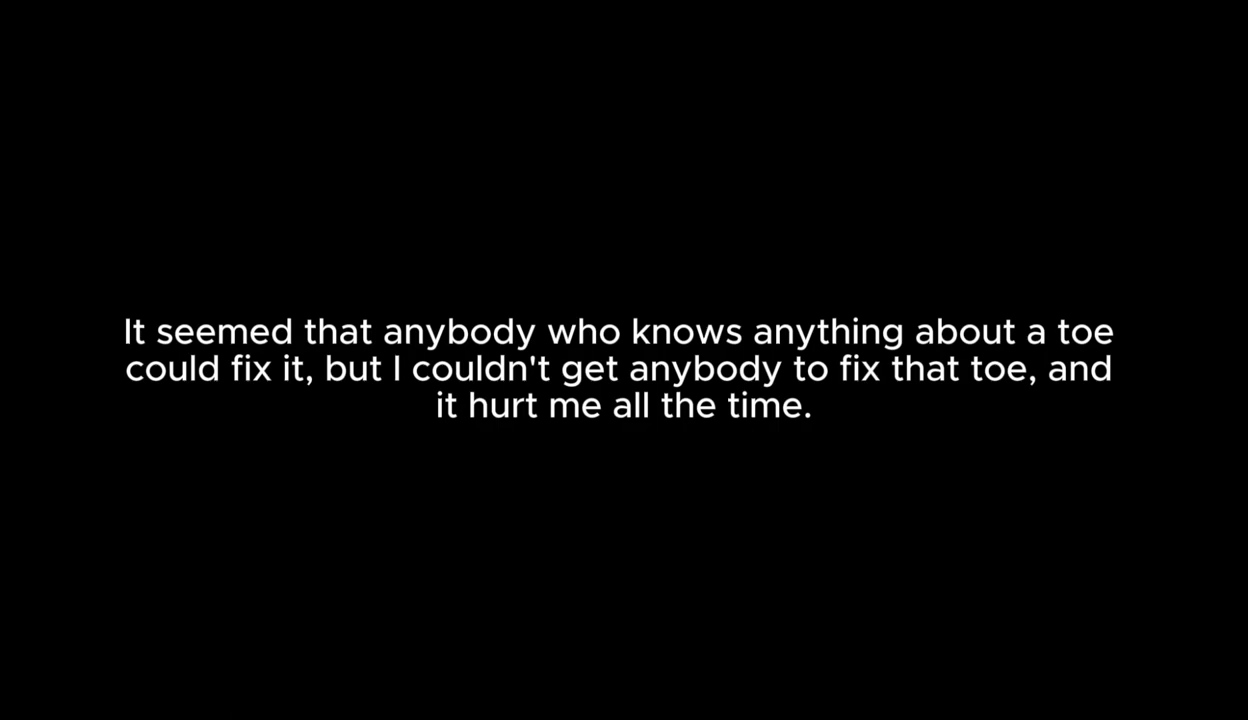 It seemed that anybody who knows anything about a toe
could fix it, but I couldn't get anybody to fix that toe, and
it hurt me all the time.